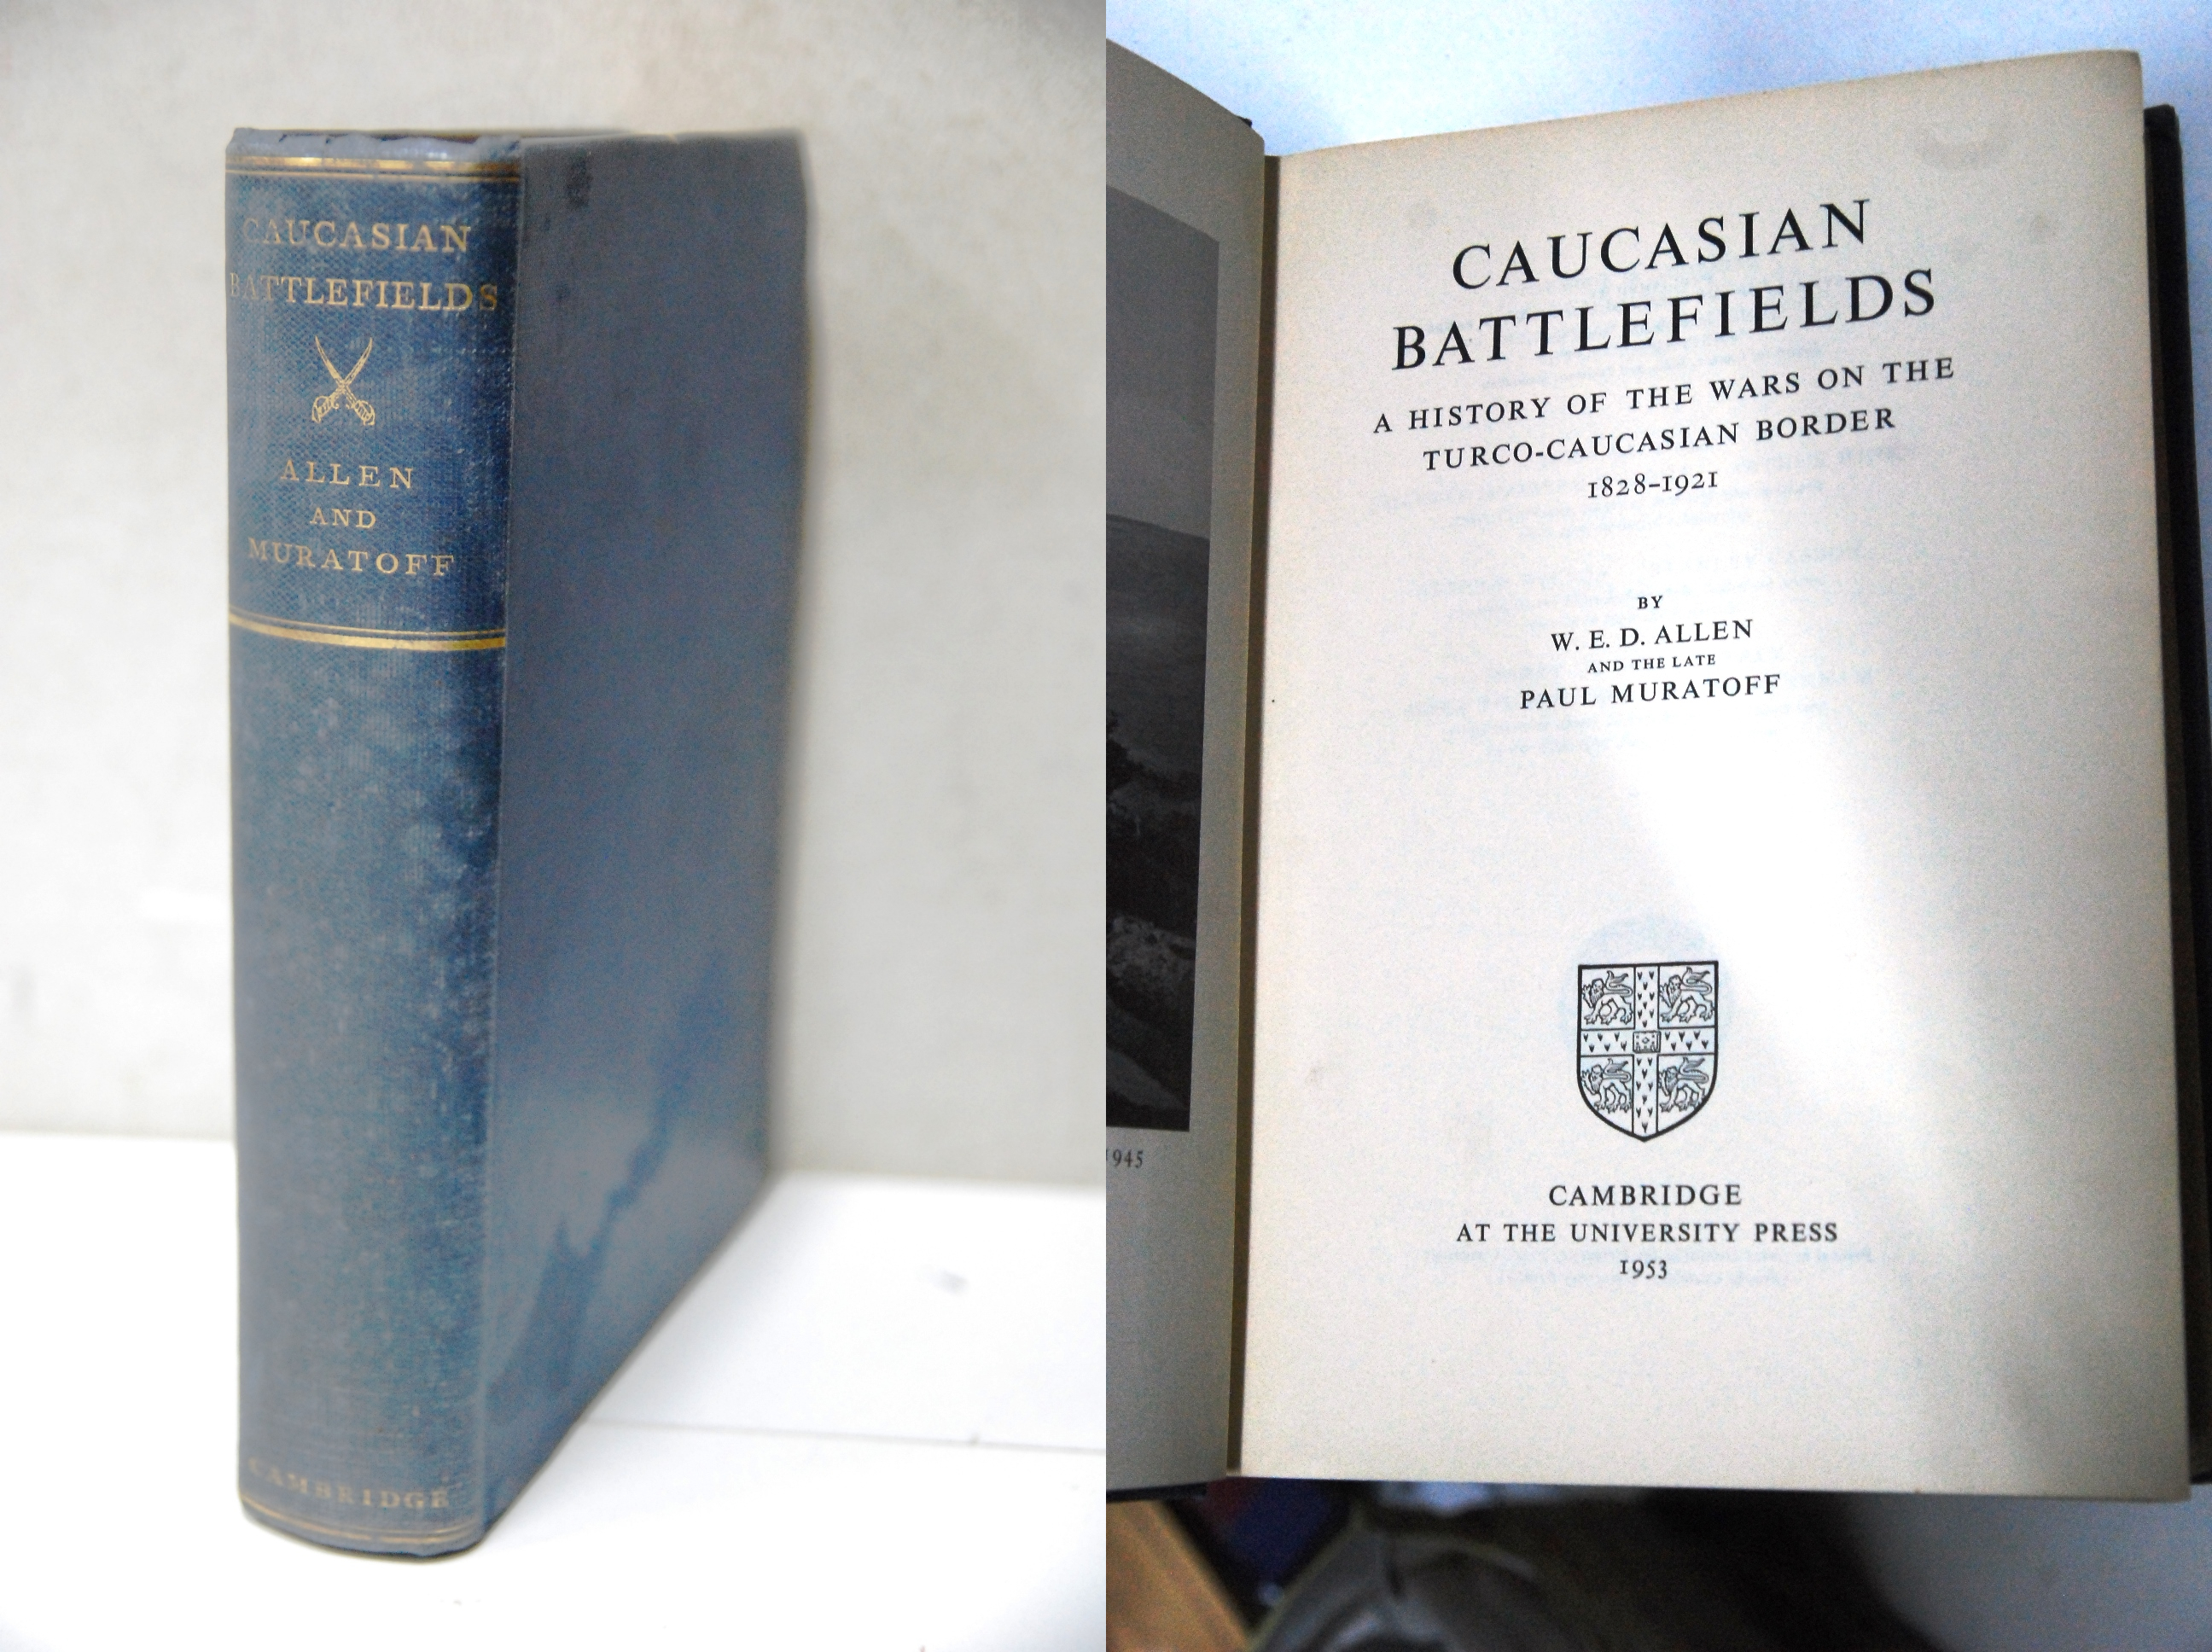 CAUCASIAN
BATTLEFIELDS
ALLEN
AND
MURATOFF
CAMBRIDGE
945
CAUCASIAN
BATTLEFIELDS
A HISTORY OF THE WARS ON THE
TURCO-CAUCASIAN BORDER
1828-1921
BY
W. E. D. ALLEN
AND THE LATE
PAUL MURATOFF
CAMBRIDGE
AT THE UNIVERSITY PRESS
1953